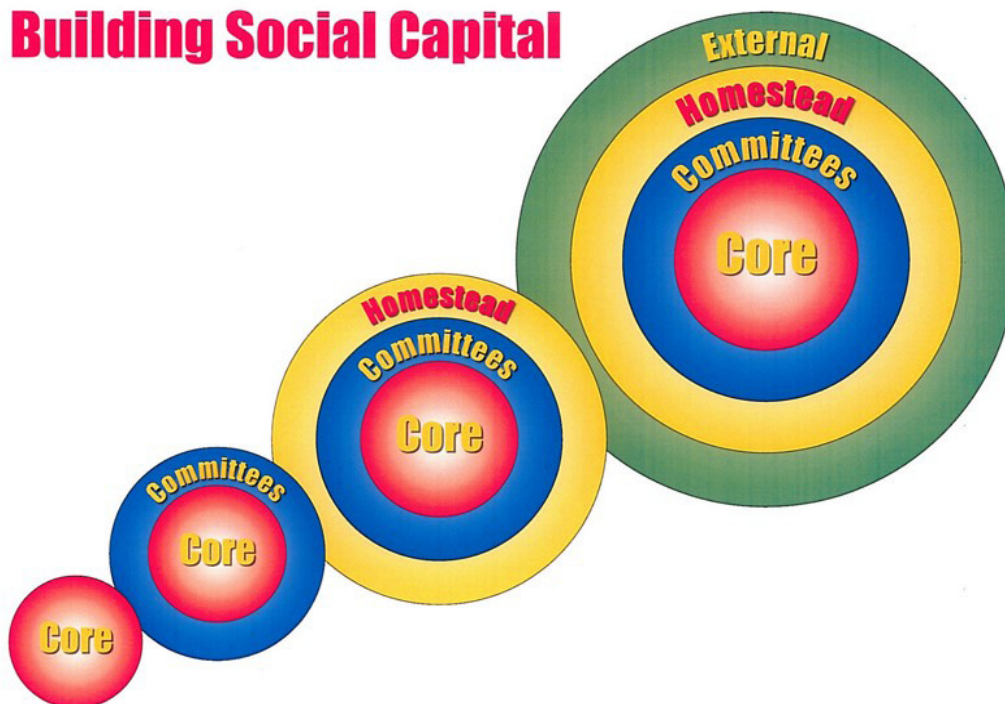 Building Social Capital
External
Homestead
Committees
Core
Homestead
Committees
Core
Committees
Core
Core